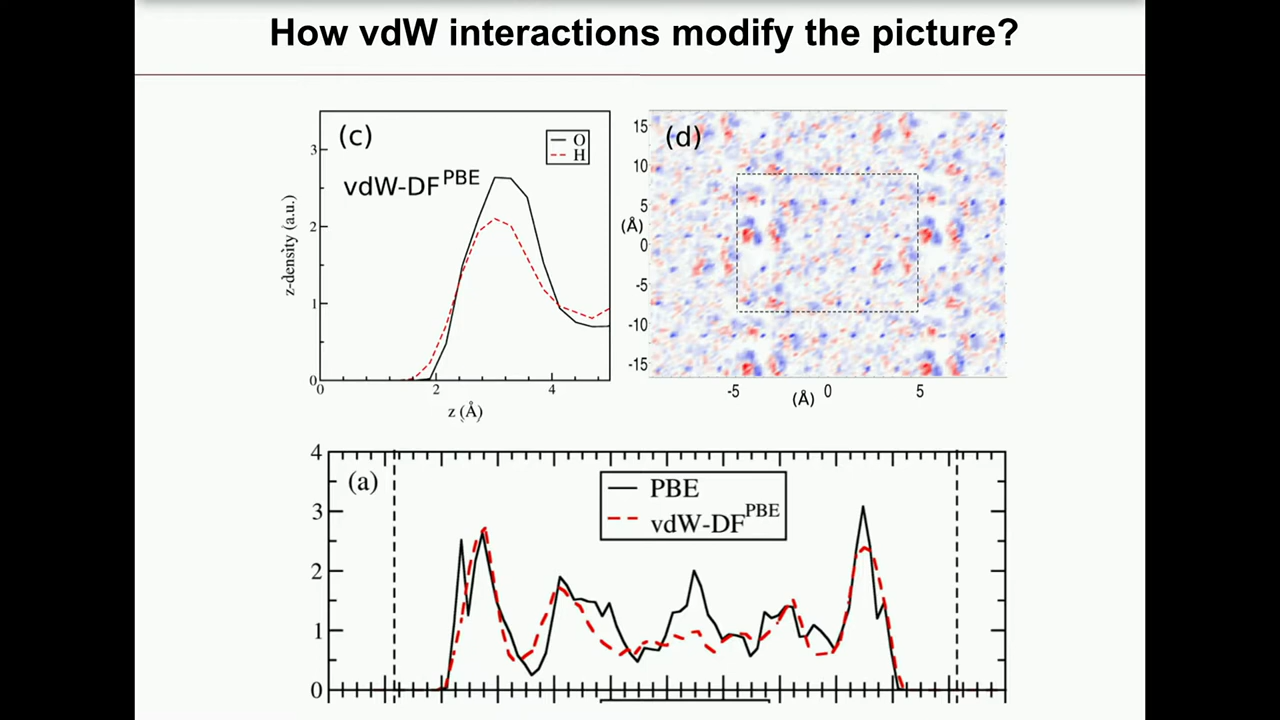 How vdW interactions modify the picture?
(c)
O
H
vdW-DF^PBE
3
2
1
0
z-density (a.u.)
0 2 4
z (Å)
(d)
15
10
5
0
-5
-10
-15
(Å)
-5 0 5
(Å)
(a)
PBE
vdW-DF^PBE
4
3
2
1
0